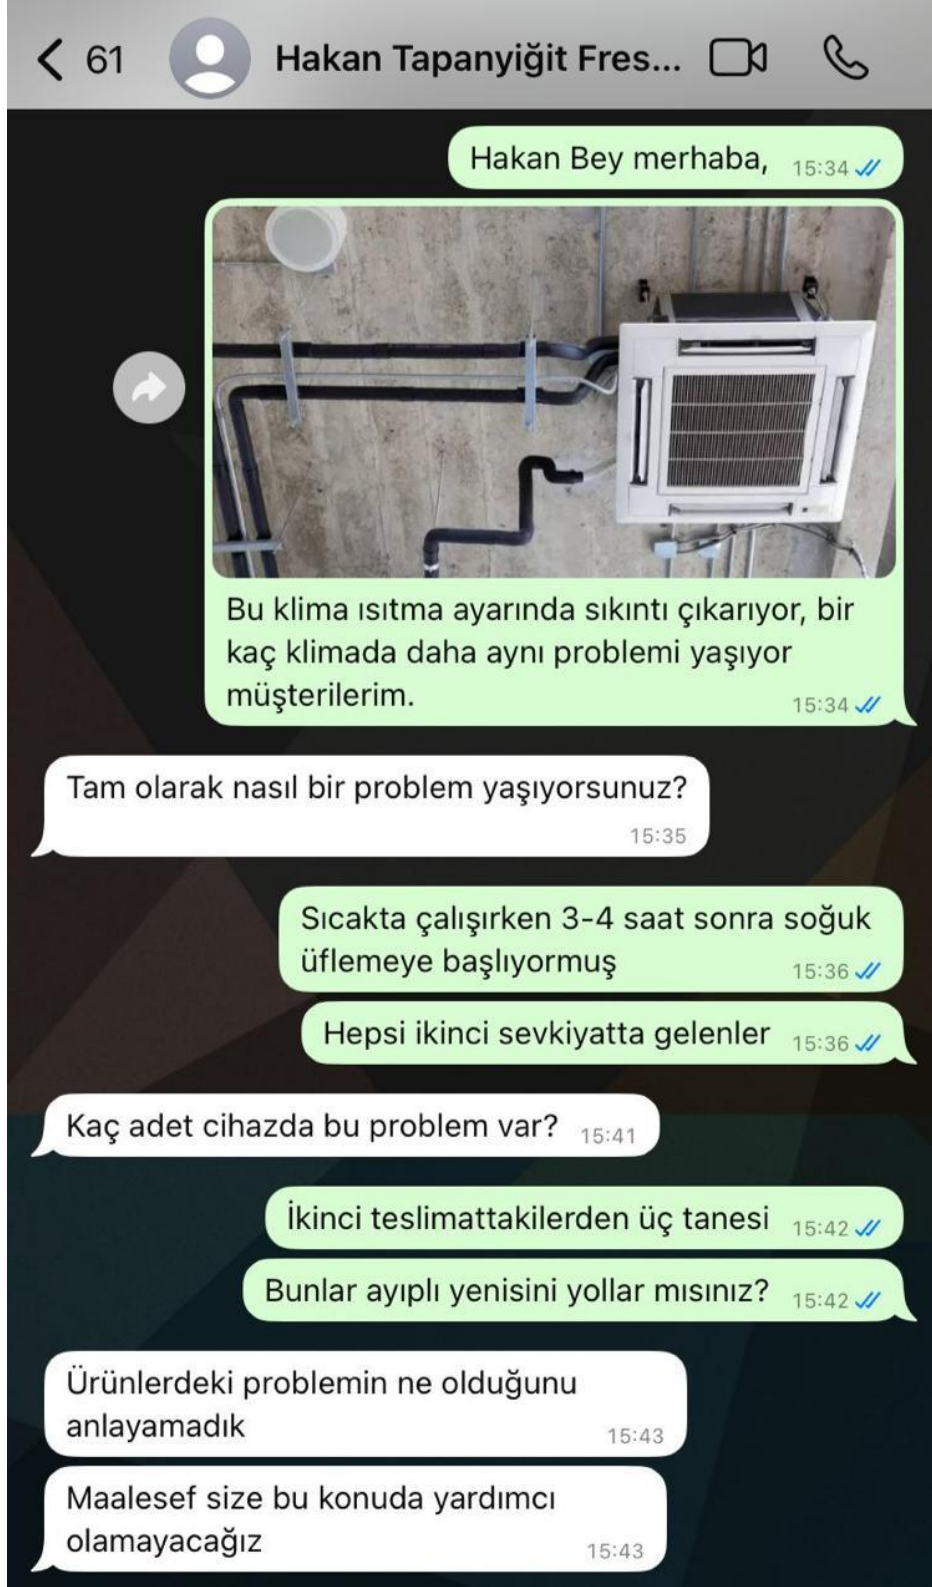 61
Hakan Tapanyiğit Fres...
Hakan Bey merhaba,
15:34
Bu klima ısıtma ayarında sıkıntı çıkarıyor, bir
kaç klimada daha aynı problemi yaşıyor
müşterilerim.
15:34
Tam olarak nasıl bir problem yaşıyorsunuz?
15:35
Sıcakta çalışırken 3-4 saat sonra soğuk
üflemeye başlıyormuş
15:36
Hepsi ikinci sevkiyatta gelenler
15:36
Kaç adet cihazda bu problem var?
15:41
İkinci teslimattakilerden üç tanesi
15:42
Bunlar ayıplı yenisini yollar mısınız?
15:42
Ürünlerdeki problemin ne olduğunu
anlayamadık
15:43
Maalesef size bu konuda yardımcı
olamayacağız
15:43